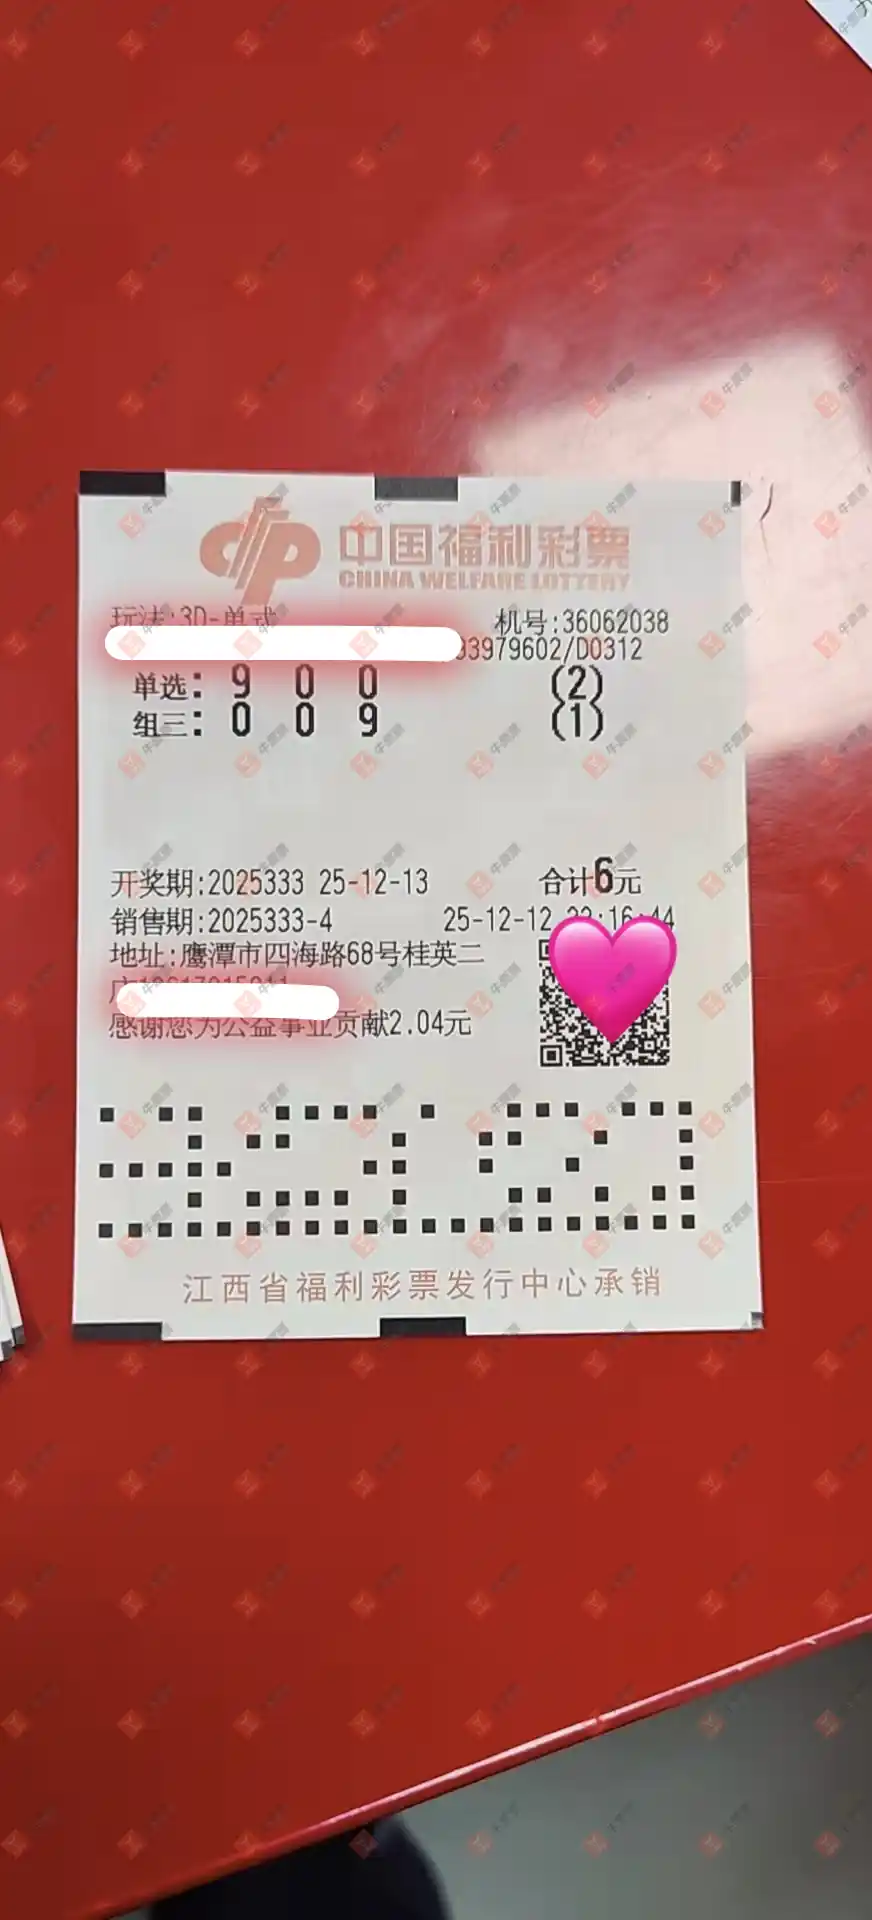 中国福利彩票
CHINA WELFARE LOTTERY
玩法:3D-单式 机号:36062038
93979602/D0312
单选: 9 0 0 (2)
组三: 0 0 9 (1)
开奖期:2025333 25-12-13 合计6元
销售期:2025333-4 25-12-12 22:16:44
地址:鹰潭市四海路68号桂英二
感谢您为公益事业贡献2.04元
江西省福利彩票发行中心承销